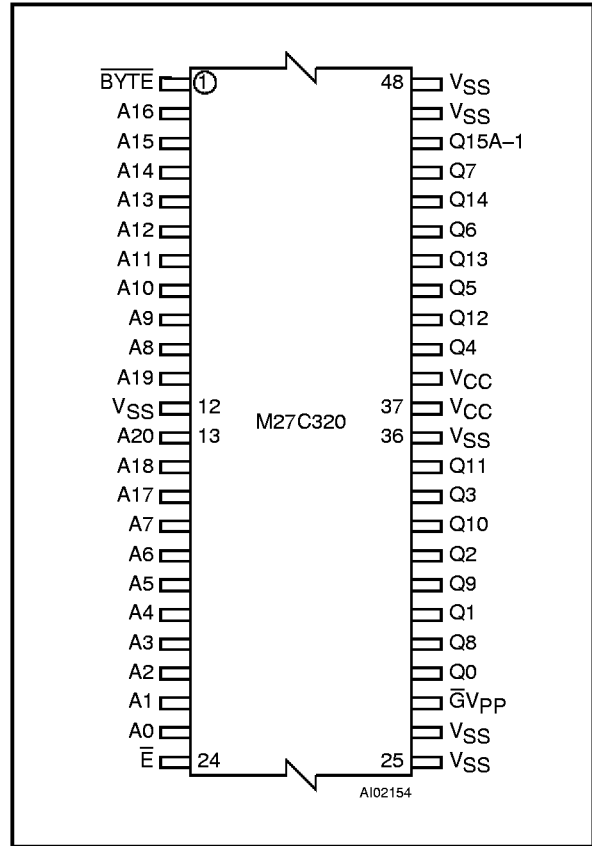 B̅Y̅T̅E̅ 1 48 VSS
A16 VSS
A15 Q15A–1
A14 Q7
A13 Q14
A12 Q6
A11 Q13
A10 Q5
A9 Q12
A8 Q4
A19 VCC
VSS 12 37 VCC
M27C320
A20 13 36 VSS
A18 Q11
A17 Q3
A7 Q10
A6 Q2
A5 Q9
A4 Q1
A3 Q8
A2 Q0
A1 G̅VPP
A0 VSS
E̅ 24 25 VSS
AI02154